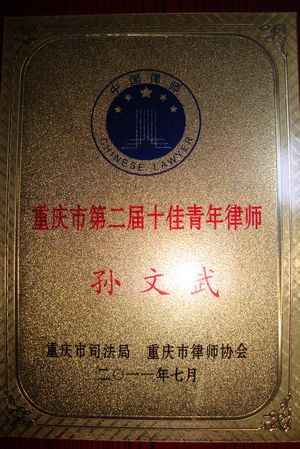 中国律师
CHINESE LAWYER
重庆市第二届十佳青年律师
孙文武
重庆市司法局 重庆市律师协会
二〇一一年七月